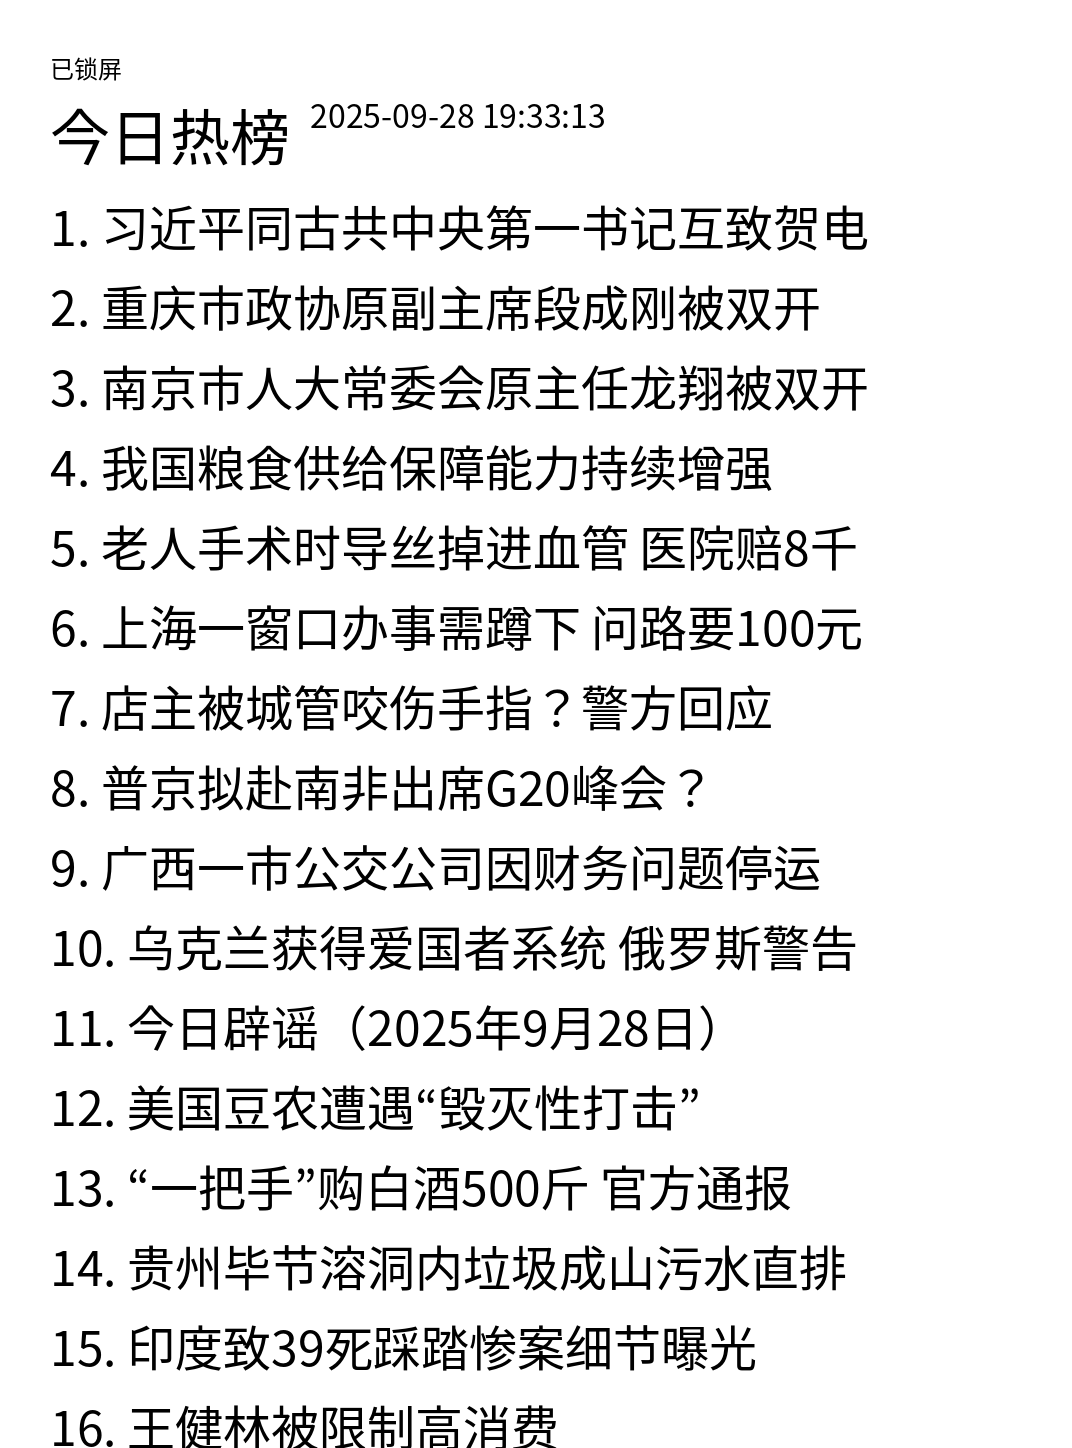 已锁屏
今日热榜 2025-09-28 19:33:13
1. 习近平同古共中央第一书记互致贺电
2. 重庆市政协原副主席段成刚被双开
3. 南京市人大常委会原主任龙翔被双开
4. 我国粮食供给保障能力持续增强
5. 老人手术时导丝掉进血管 医院赔8千
6. 上海一窗口办事需蹲下 问路要100元
7. 店主被城管咬伤手指？警方回应
8. 普京拟赴南非出席G20峰会？
9. 广西一市公交公司因财务问题停运
10. 乌克兰获得爱国者系统 俄罗斯警告
11. 今日辟谣（2025年9月28日）
12. 美国豆农遭遇“毁灭性打击”
13. “一把手”购白酒500斤 官方通报
14. 贵州毕节溶洞内垃圾成山污水直排
15. 印度致39死踩踏惨案细节曝光
16. 王健林被限制高消费